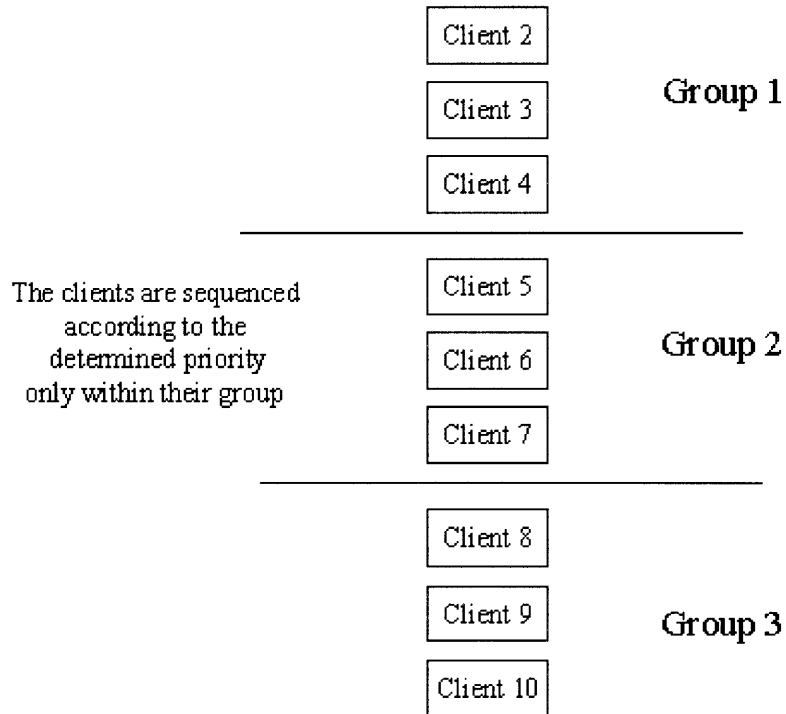 Client 2
Group 1
Client 3
Client 4
The clients are sequenced
according to the
determined priority
only within their group
Client 5
Group 2
Client 6
Client 7
Client 8
Client 9
Group 3
Client 10